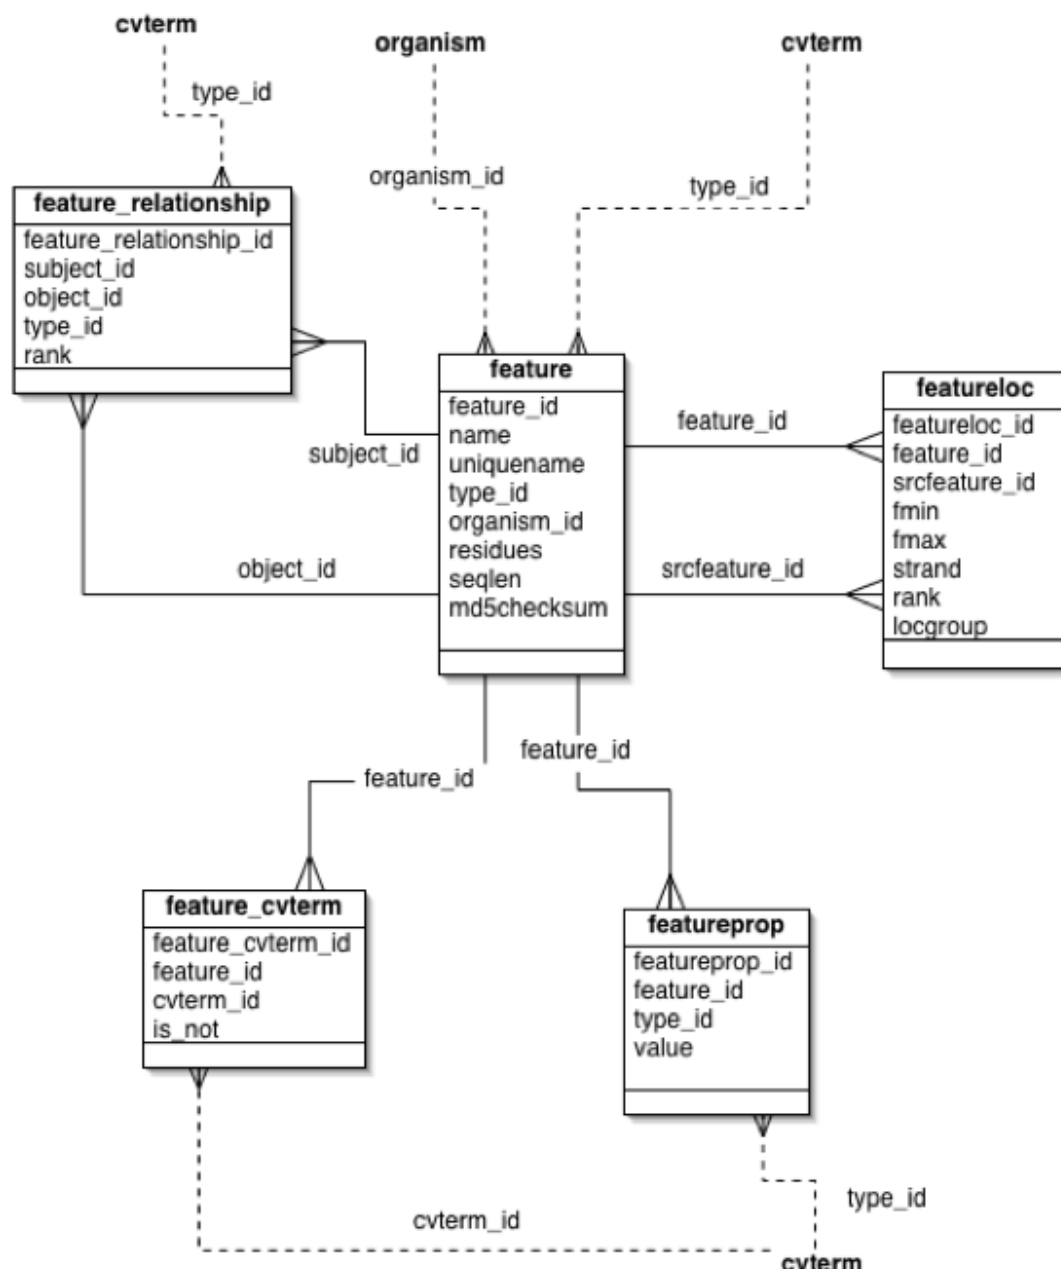 cvterm
organism
cvterm
type_id
organism_id
type_id
feature_relationship
feature_relationship_id
subject_id
object_id
type_id
rank
subject_id
object_id
feature
feature_id
name
uniquename
type_id
organism_id
residues
seqlen
md5checksum
feature_id
srcfeature_id
featureloc
featureloc_id
feature_id
srcfeature_id
fmin
fmax
strand
rank
locgroup
feature_id
feature_id
feature_cvterm
feature_cvterm_id
feature_id
cvterm_id
is_not
featureprop
featureprop_id
feature_id
type_id
value
cvterm_id
type_id
cvterm